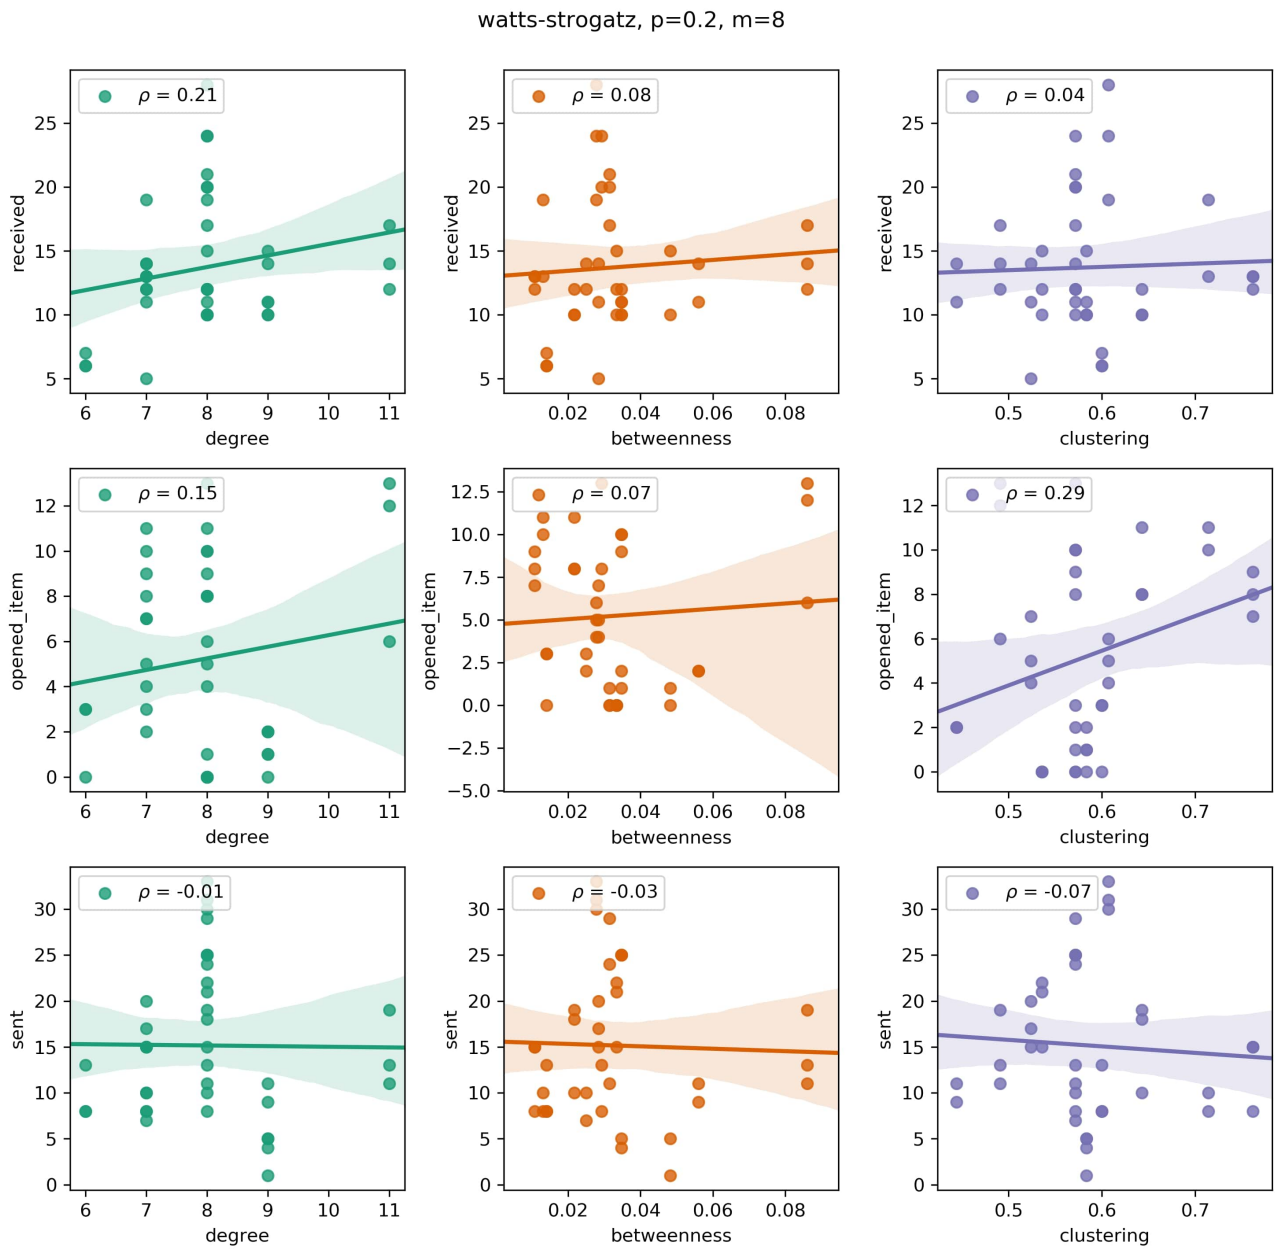 watts-strogatz, p=0.2, m=8
ρ = 0.21
received
25
20
15
10
5
6 7 8 9 10 11
degree
ρ = 0.08
received
25
20
15
10
5
0.02 0.04 0.06 0.08
betweenness
ρ = 0.04
received
25
20
15
10
5
0.5 0.6 0.7
clustering
ρ = 0.15
opened_item
12
10
8
6
4
2
0
6 7 8 9 10 11
degree
ρ = 0.07
opened_item
12.5
10.0
7.5
5.0
2.5
0.0
−2.5
−5.0
0.02 0.04 0.06 0.08
betweenness
ρ = 0.29
opened_item
12
10
8
6
4
2
0
0.5 0.6 0.7
clustering
ρ = -0.01
sent
30
25
20
15
10
5
0
6 7 8 9 10 11
degree
ρ = -0.03
sent
30
25
20
15
10
5
0
0.02 0.04 0.06 0.08
betweenness
ρ = -0.07
sent
30
25
20
15
10
5
0
0.5 0.6 0.7
clustering